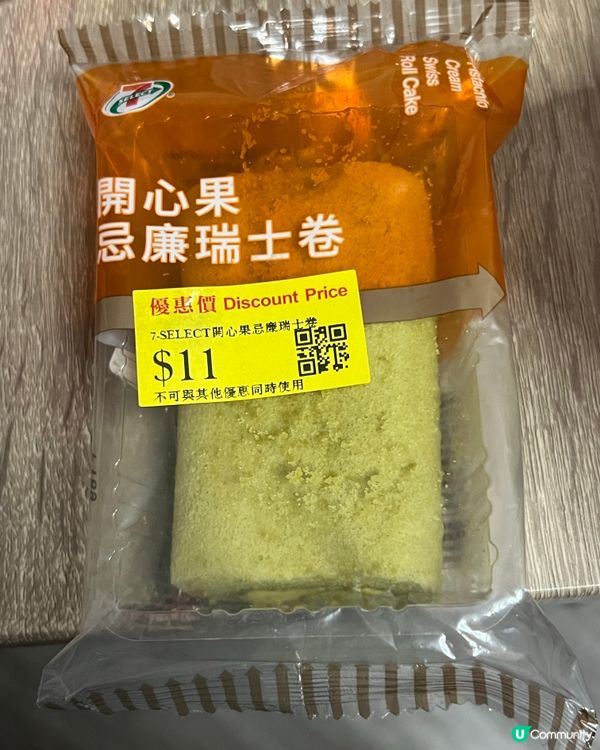 7
SELECT
Pistachio
Cream
Swiss
Roll Cake
開心果
忌廉瑞士卷
優惠價 Discount Price
7-SELECT開心果忌廉瑞士卷
$11
不可與其他優惠同時使用
U Community